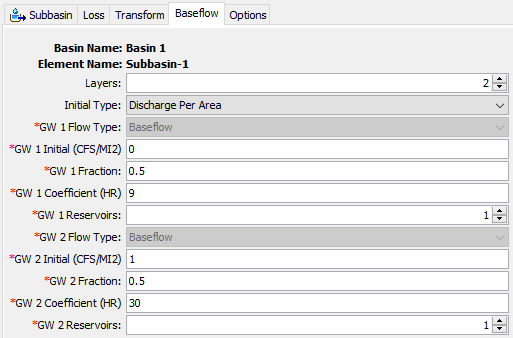 Subbasin Loss Transform Baseflow Options
Basin Name: Basin 1
Element Name: Subbasin-1
Layers: 2
Initial Type: Discharge Per Area
*GW 1 Flow Type: Baseflow
*GW 1 Initial (CFS/MI2) 0
*GW 1 Fraction: 0.5
*GW 1 Coefficient (HR) 9
*GW 1 Reservoirs: 1
*GW 2 Flow Type: Baseflow
*GW 2 Initial (CFS/MI2) 1
*GW 2 Fraction: 0.5
*GW 2 Coefficient (HR) 30
*GW 2 Reservoirs: 1